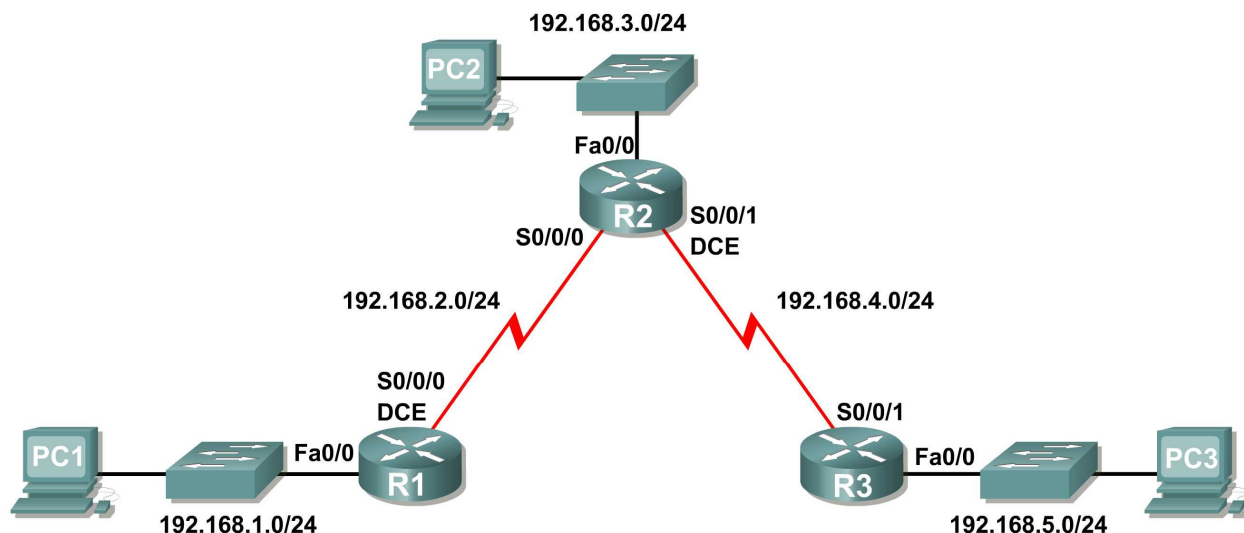 192.168.3.0/24
PC2
Fa0/0
R2
S0/0/0
S0/0/1
DCE
192.168.2.0/24
192.168.4.0/24
S0/0/0
DCE
S0/0/1
PC1
Fa0/0
R1
192.168.1.0/24
R3
Fa0/0
PC3
192.168.5.0/24